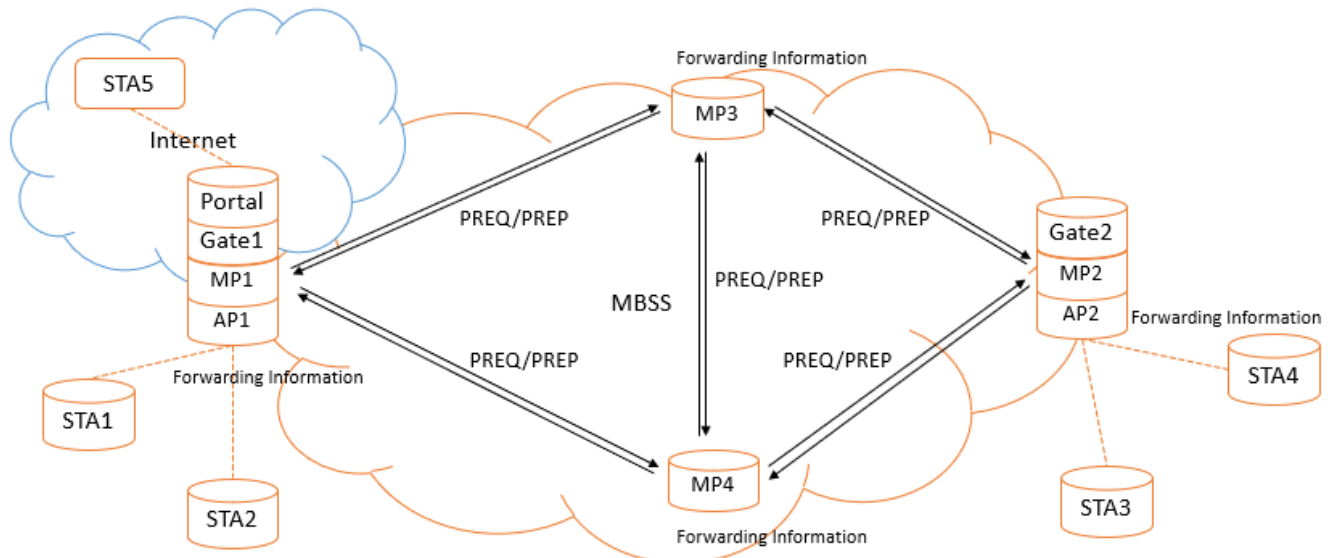 Forwarding Information
STA5
MP3
Internet
Portal
PREQ/PREP
PREQ/PREP
Gate1
Gate2
MP1
PREQ/PREP
MP2
MBSS
AP1
AP2
Forwarding Information
PREQ/PREP
PREQ/PREP
Forwarding Information
STA4
STA1
MP4
STA2
STA3
Forwarding Information